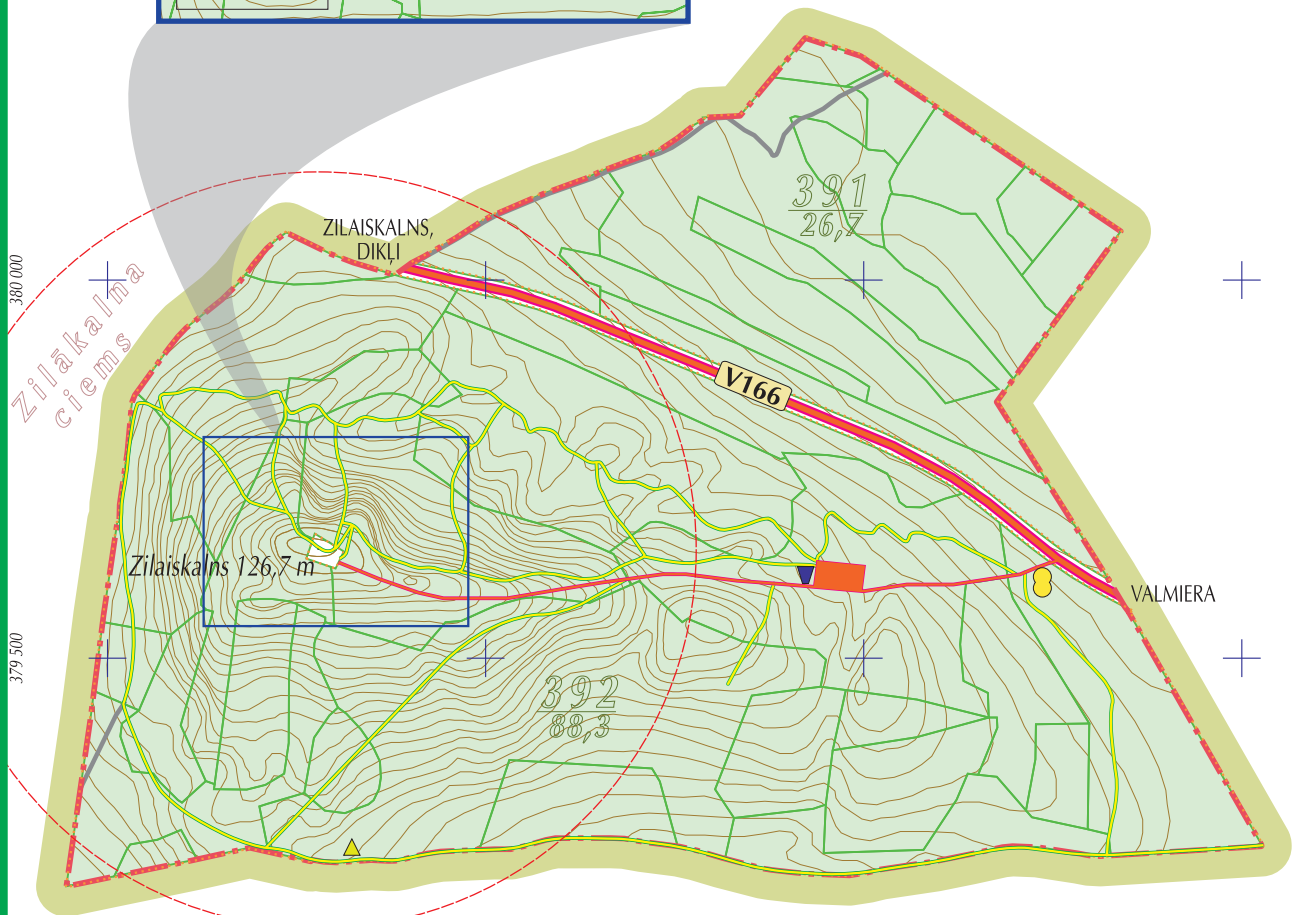 391
26,7
ZILAISKALNS,
DIKĻI
380 000
Zilākalna
ciems
V166
Zilaiskalns 126,7 m
VALMIERA
379 500
392
88,3